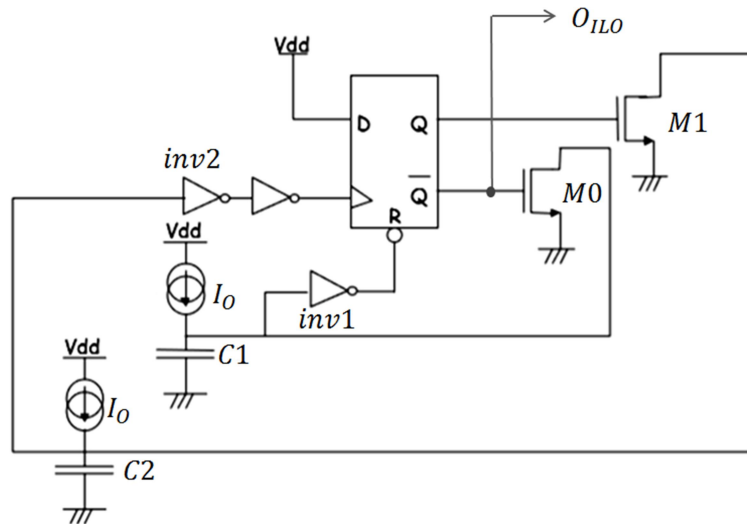 O_ILO
Vdd
D Q
M1
inv2
Q̅
M0
R
Vdd
I_O
inv1
C1
Vdd
I_O
C2